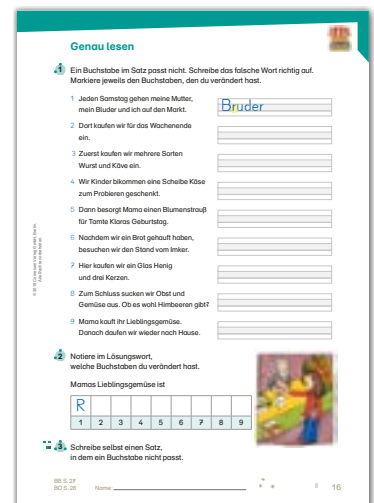 Genau lesen
1 Ein Buchstabe im Satz passt nicht. Schreibe das falsche Wort richtig auf.
Markiere jeweils den Buchstaben, den du verändert hast.
1 Jeden Samstag gehen meine Mutter,
mein Bluder und ich auf den Markt.
Bruder
2 Dort kaufen wir für das Wachenende
ein.
3 Zuerst kaufen wir mehrere Sorten
Wurst und Käve ein.
4 Wir Kinder bikommen eine Scheibe Käse
zum Probieren geschenkt.
5 Dann besorgt Mama einen Blumenstrauß
für Tamte Klaras Geburtstag.
6 Nachdem wir ein Brot gehauft haben,
besuchen wir den Stand vom Imker.
7 Hier kaufen wir ein Glas Henig
und drei Kerzen.
8 Zum Schluss sucken wir Obst und
Gemüse aus. Ob es wohl Himbeeren gibt?
9 Mama kauft ihr Lieblingsgemüse.
Danach daufen wir wieder nach Hause.
2 Notiere im Lösungswort,
welche Buchstaben du verändert hast.
Mamas Lieblingsgemüse ist
R
1 2 3 4 5 6 7 8 9
3 Schreibe selbst einen Satz,
in dem ein Buchstabe nicht passt.
BB S. 27
BO S. 26 Name:
16